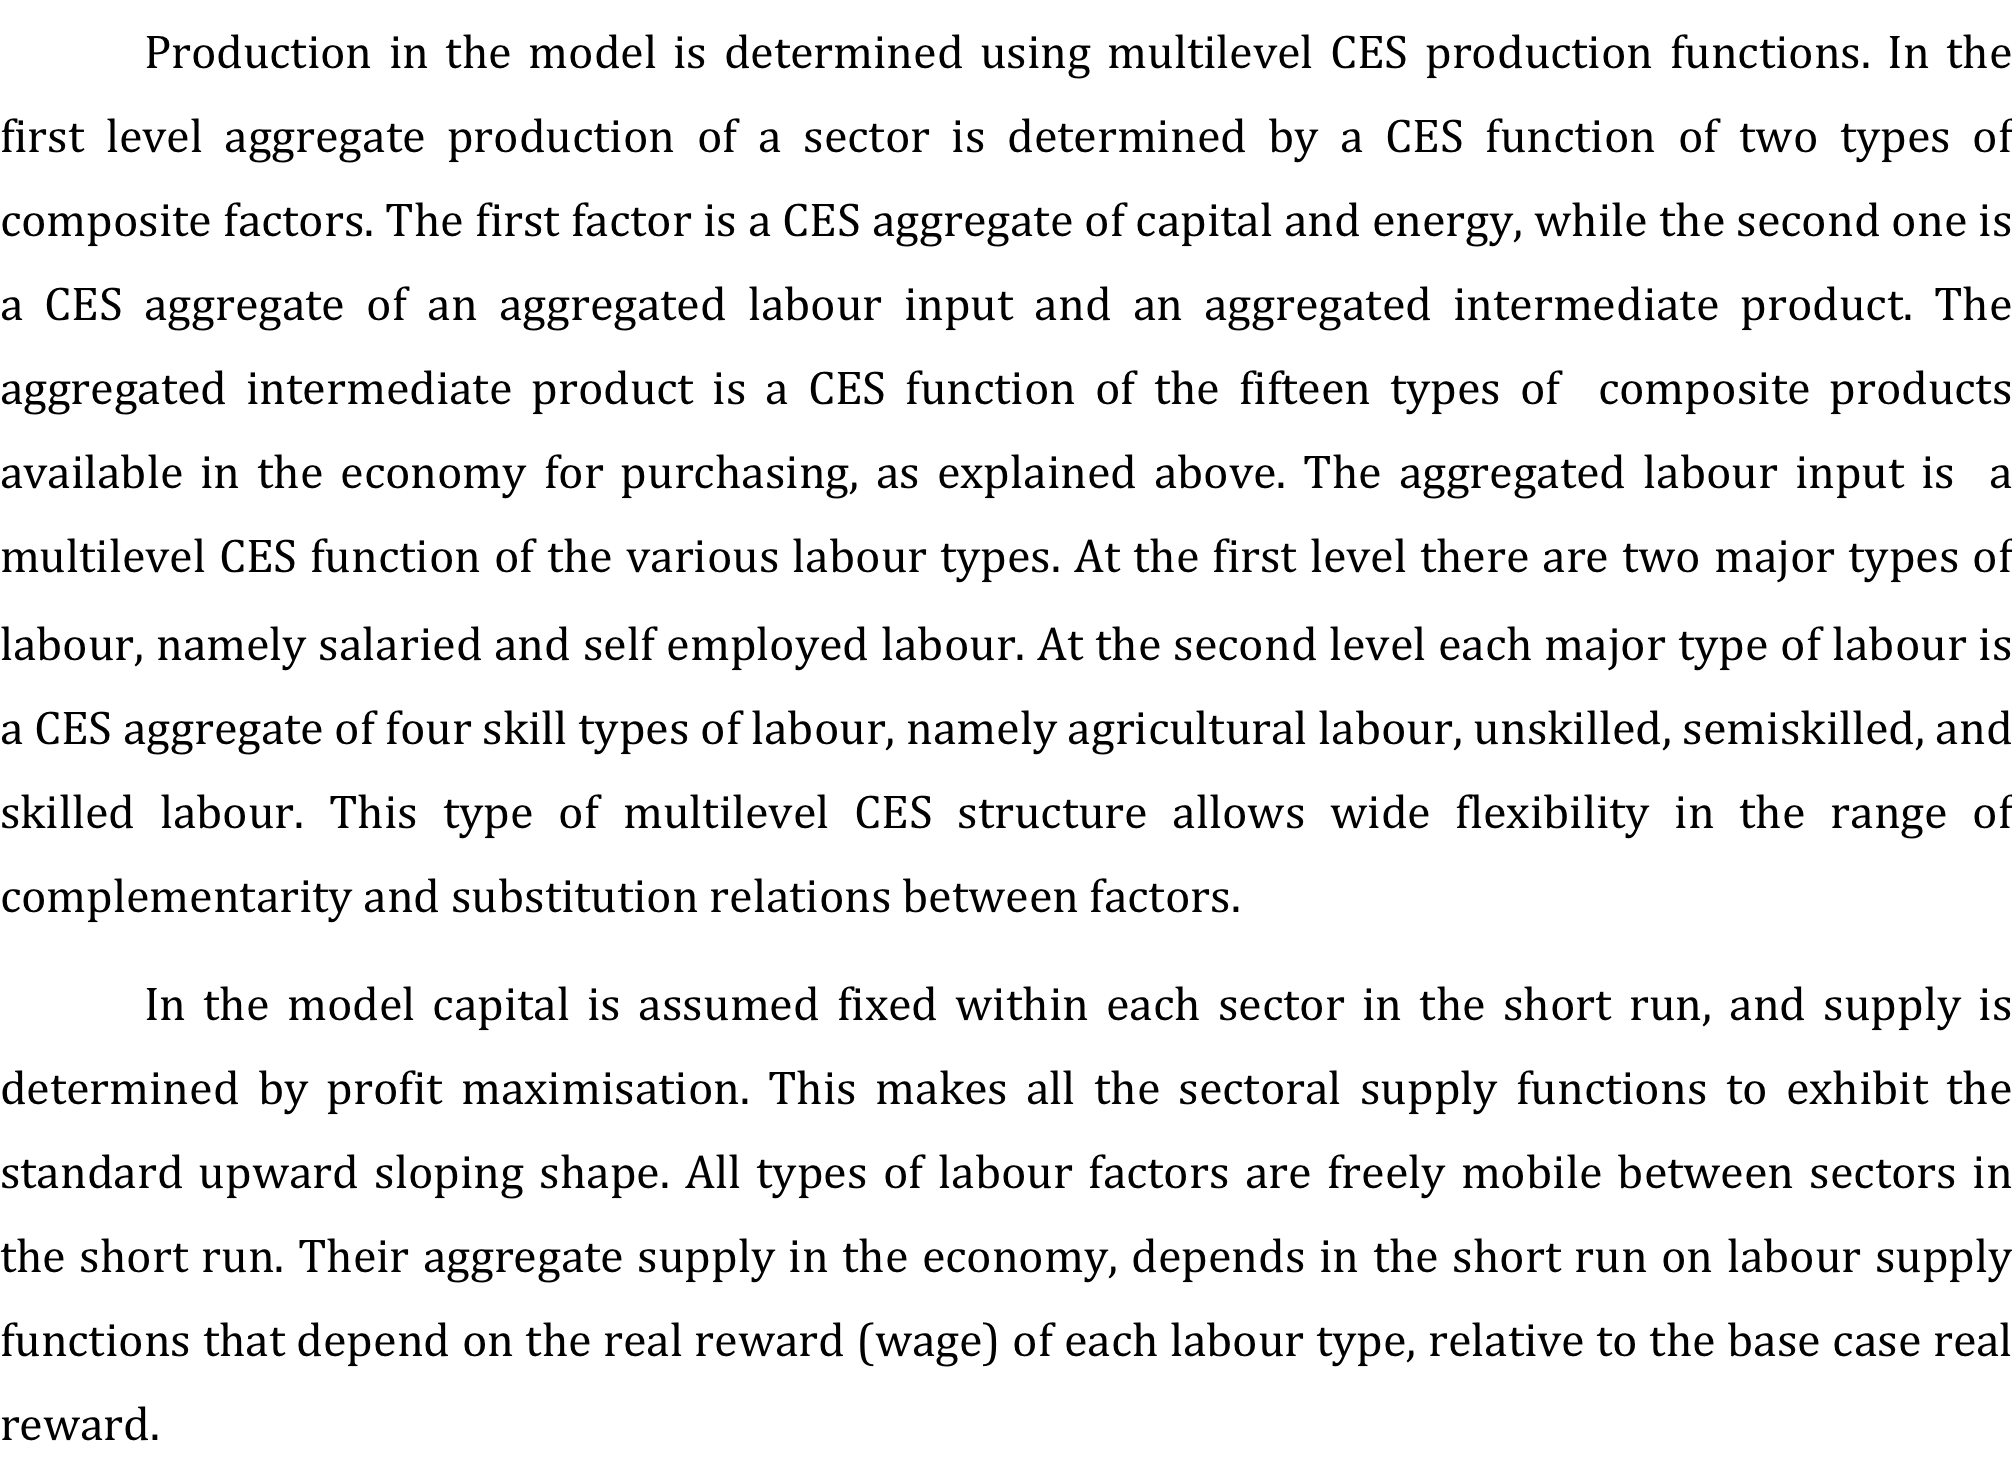 Production in the model is determined using multilevel CES production functions. In the
first level aggregate production of a sector is determined by a CES function of two types of
composite factors. The first factor is a CES aggregate of capital and energy, while the second one is
a CES aggregate of an aggregated labour input and an aggregated intermediate product. The
aggregated intermediate product is a CES function of the fifteen types of composite products
available in the economy for purchasing, as explained above. The aggregated labour input is a
multilevel CES function of the various labour types. At the first level there are two major types of
labour, namely salaried and self employed labour. At the second level each major type of labour is
a CES aggregate of four skill types of labour, namely agricultural labour, unskilled, semiskilled, and
skilled labour. This type of multilevel CES structure allows wide flexibility in the range of
complementarity and substitution relations between factors.
In the model capital is assumed fixed within each sector in the short run, and supply is
determined by profit maximisation. This makes all the sectoral supply functions to exhibit the
standard upward sloping shape. All types of labour factors are freely mobile between sectors in
the short run. Their aggregate supply in the economy, depends in the short run on labour supply
functions that depend on the real reward (wage) of each labour type, relative to the base case real
reward.